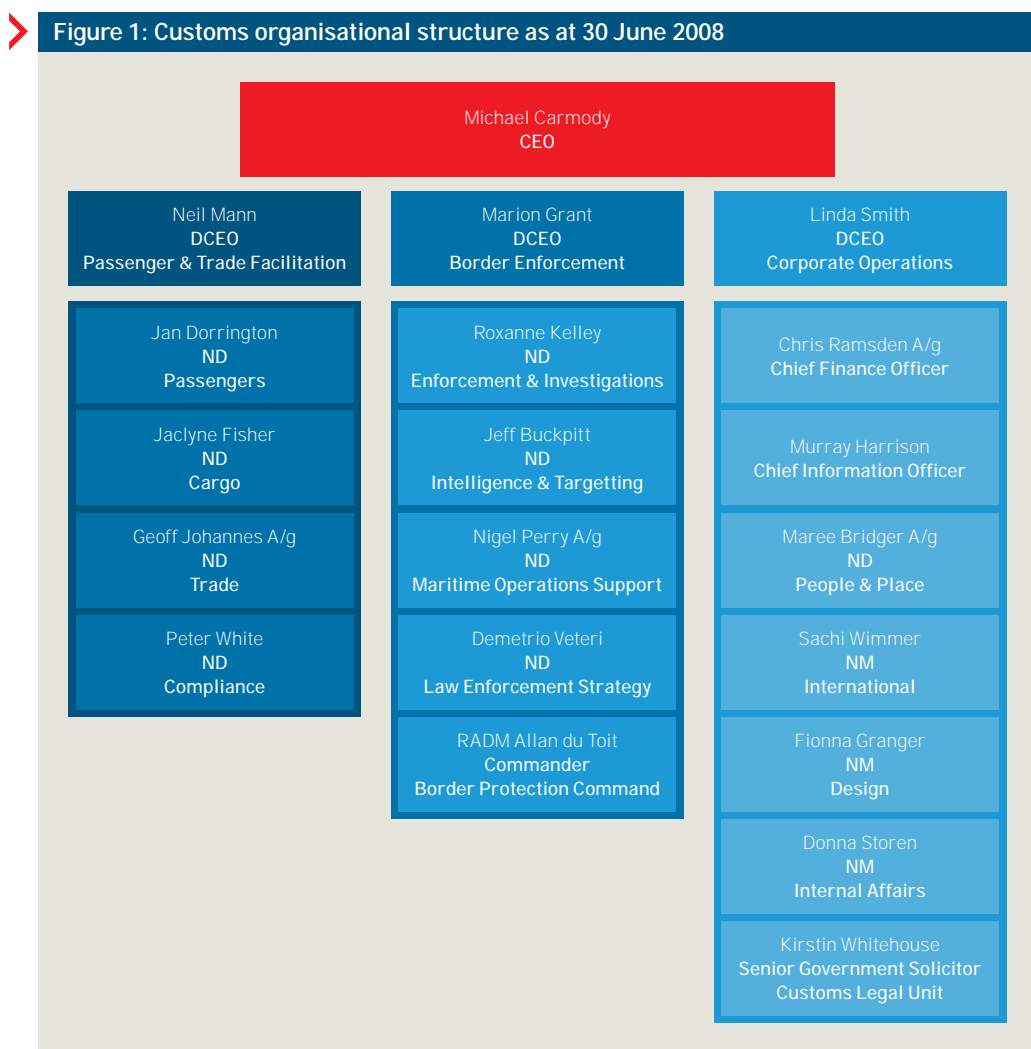 Figure 1: Customs organisational structure as at 30 June 2008
Michael Carmody
CEO
Neil Mann
DCEO
Passenger & Trade Facilitation
Jan Dorrington
ND
Passengers
Jaclyne Fisher
ND
Cargo
Geoff Johannes A/g
ND
Trade
Peter White
ND
Compliance
Marion Grant
DCEO
Border Enforcement
Roxanne Kelley
ND
Enforcement & Investigations
Jeff Buckpitt
ND
Intelligence & Targetting
Nigel Perry A/g
ND
Maritime Operations Support
Demetrio Veteri
ND
Law Enforcement Strategy
RADM Allan du Toit
Commander
Border Protection Command
Linda Smith
DCEO
Corporate Operations
Chris Ramsden A/g
Chief Finance Officer
Murray Harrison
Chief Information Officer
Maree Bridger A/g
ND
People & Place
Sachi Wimmer
NM
International
Fionna Granger
NM
Design
Donna Storen
NM
Internal Affairs
Kirstin Whitehouse
Senior Government Solicitor
Customs Legal Unit